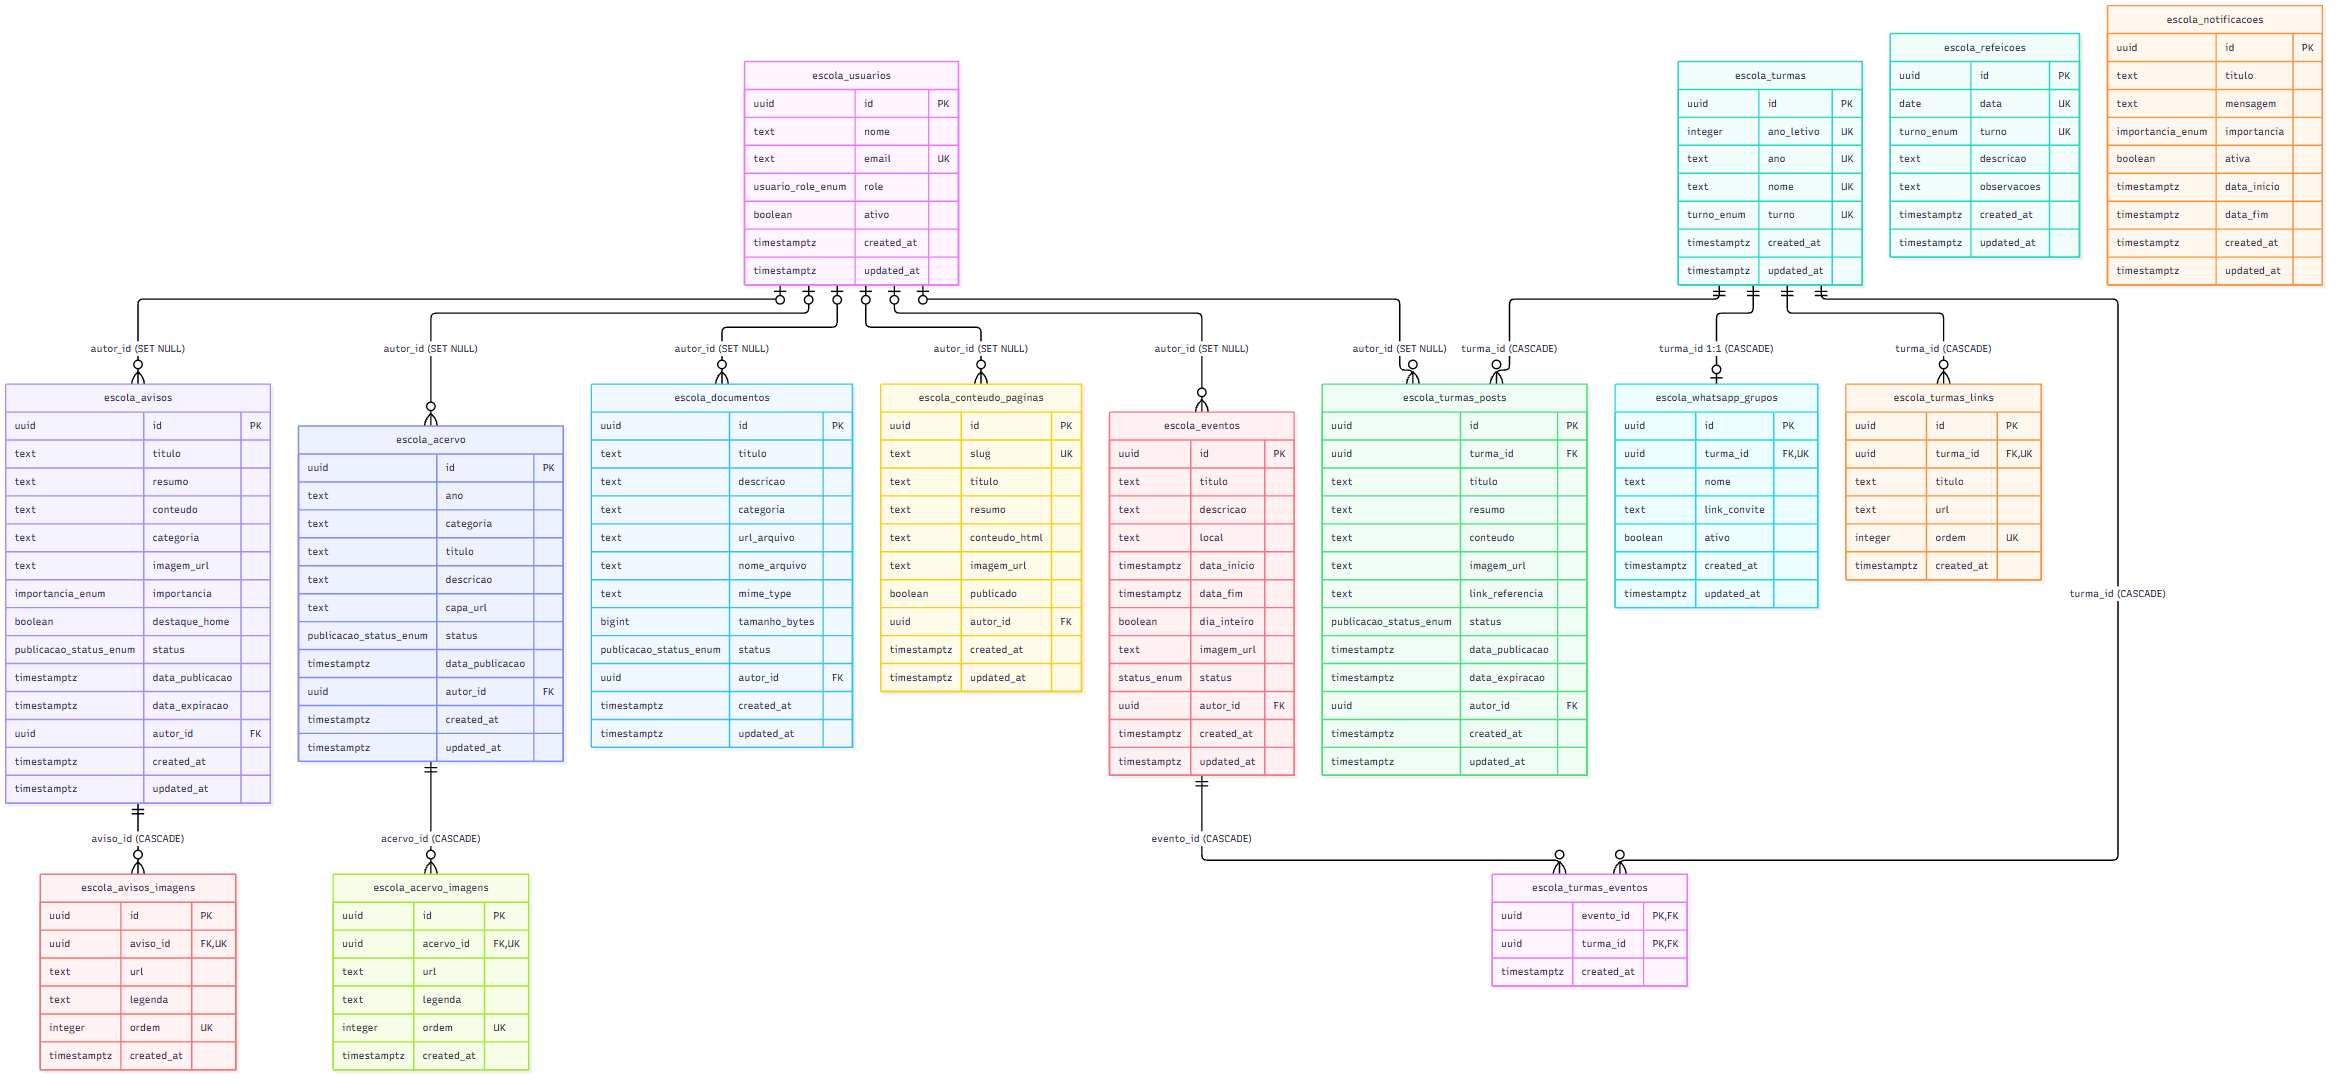 escola_usuarios
uuid id PK
text nome
text email UK
usuario_role_enum role
boolean ativo
timestamptz created_at
timestamptz updated_at
escola_turmas
uuid id PK
integer ano_letivo UK
text ano UK
text nome UK
turno_enum turno UK
timestamptz created_at
timestamptz updated_at
escola_refeicoes
uuid id PK
date data UK
turno_enum turno UK
text descricao
text observacoes
timestamptz created_at
timestamptz updated_at
escola_notificacoes
uuid id PK
text titulo
text mensagem
importancia_enum importancia
boolean ativa
timestamptz data_inicio
timestamptz data_fim
timestamptz created_at
timestamptz updated_at
autor_id (SET NULL)
autor_id (SET NULL)
autor_id (SET NULL)
autor_id (SET NULL)
autor_id (SET NULL)
autor_id (SET NULL)
turma_id (CASCADE)
turma_id 1:1 (CASCADE)
turma_id (CASCADE)
escola_avisos
uuid id PK
text titulo
text resumo
text conteudo
text categoria
text imagem_url
importancia_enum importancia
boolean destaque_home
publicacao_status_enum status
timestamptz data_publicacao
timestamptz data_expiracao
uuid autor_id FK
timestamptz created_at
timestamptz updated_at
escola_acervo
uuid id PK
text ano
text categoria
text titulo
text descricao
text capa_url
publicacao_status_enum status
timestamptz data_publicacao
uuid autor_id FK
timestamptz created_at
timestamptz updated_at
escola_documentos
uuid id PK
text titulo
text descricao
text categoria
text url_arquivo
text nome_arquivo
text mime_type
bigint tamanho_bytes
publicacao_status_enum status
uuid autor_id FK
timestamptz created_at
timestamptz updated_at
escola_conteudo_paginas
uuid id PK
text slug UK
text titulo
text resumo
text conteudo_html
text imagem_url
boolean publicado
uuid autor_id FK
timestamptz created_at
timestamptz updated_at
escola_eventos
uuid id PK
text titulo
text descricao
text local
timestamptz data_inicio
timestamptz data_fim
boolean dia_inteiro
text imagem_url
status_enum status
uuid autor_id FK
timestamptz created_at
timestamptz updated_at
escola_turmas_posts
uuid id PK
uuid turma_id FK
text titulo
text resumo
text conteudo
text imagem_url
text link_referencia
publicacao_status_enum status
timestamptz data_publicacao
timestamptz data_expiracao
uuid autor_id FK
timestamptz created_at
timestamptz updated_at
escola_whatsapp_grupos
uuid id PK
uuid turma_id FK,UK
text nome
text link_convite
boolean ativo
timestamptz created_at
timestamptz updated_at
escola_turmas_links
uuid id PK
uuid turma_id FK,UK
text titulo
text url
integer ordem UK
timestamptz created_at
turma_id (CASCADE)
aviso_id (CASCADE)
acervo_id (CASCADE)
evento_id (CASCADE)
escola_avisos_imagens
uuid id PK
uuid aviso_id FK,UK
text url
text legenda
integer ordem UK
timestamptz created_at
escola_acervo_imagens
uuid id PK
uuid acervo_id FK,UK
text url
text legenda
integer ordem UK
timestamptz created_at
escola_turmas_eventos
uuid evento_id PK,FK
uuid turma_id PK,FK
timestamptz created_at